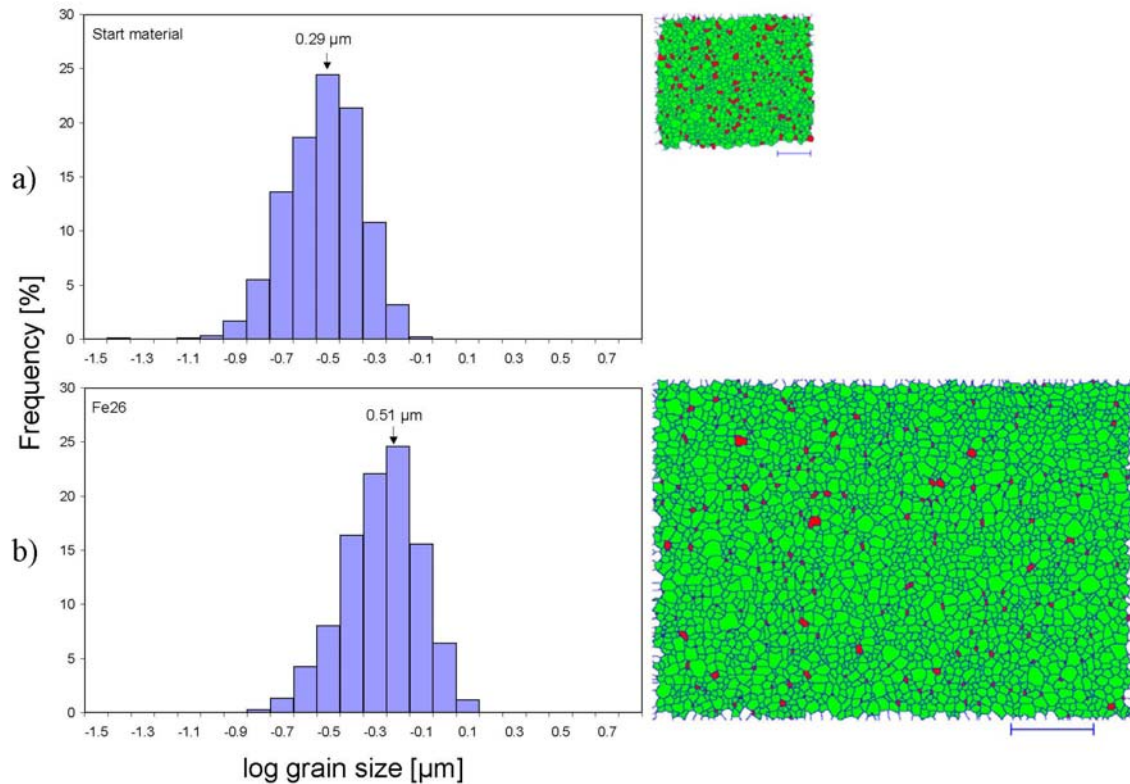 30
Start material
0.29 µm
25
20
15
10
5
0
a)
-1.5 -1.3 -1.1 -0.9 -0.7 -0.5 -0.3 -0.1 0.1 0.3 0.5 0.7
Frequency [%]
30
Fe26
0.51 µm
25
20
15
10
5
0
b)
-1.5 -1.3 -1.1 -0.9 -0.7 -0.5 -0.3 -0.1 0.1 0.3 0.5 0.7
log grain size [µm]